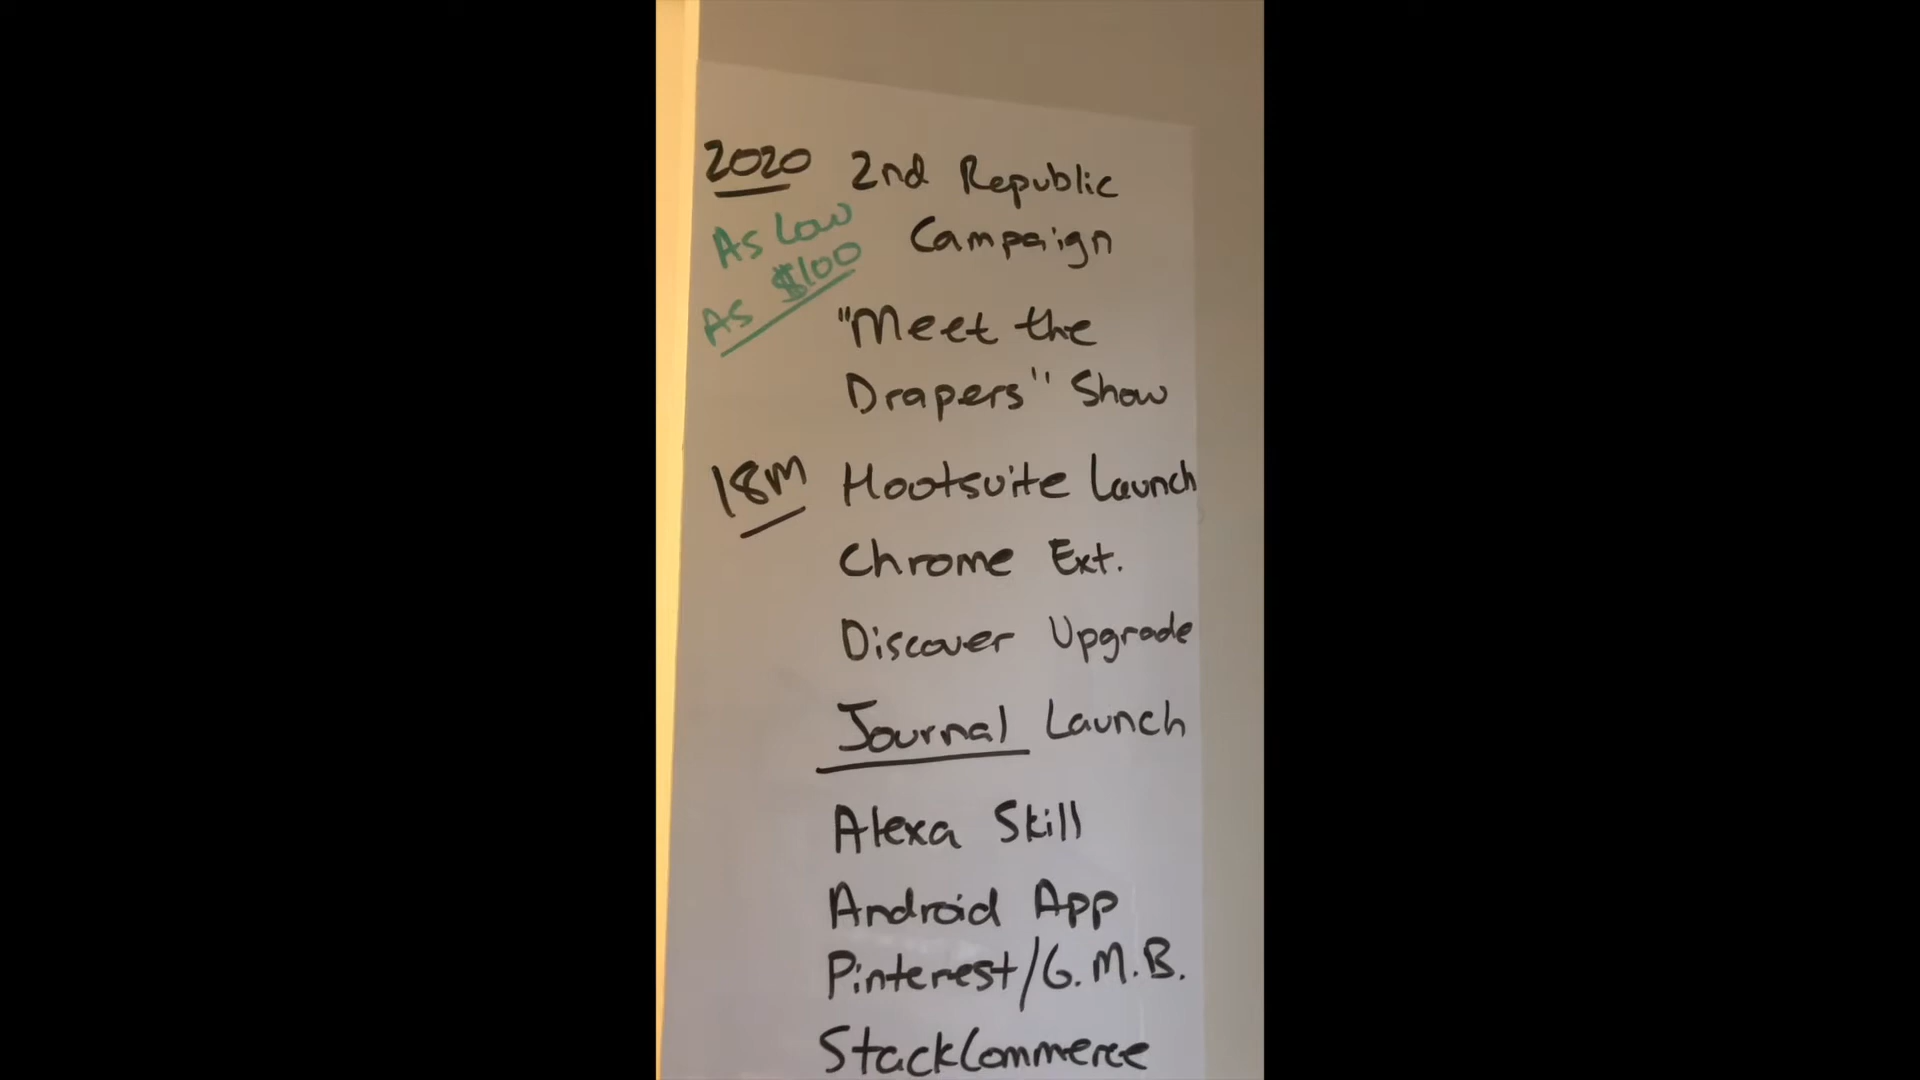 2020 2nd Republic
Campaign
As Low
As $100
"Meet the
Drapers" Show
18M Hootsuite Launch
Chrome Ext.
Discover Upgrade
Journal Launch
Alexa Skill
Android App
Pinterest/G.M.B.
StackCommerce